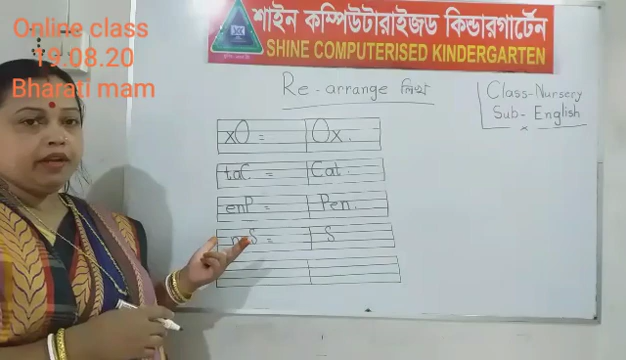 Online class
19.08.20
Bharati mam
শাইন কম্পিউটারাইজড কিন্ডারগার্টেন
SHINE COMPUTERISED KINDERGARTEN
Re-arrange লিখ
Class-Nursery
Sub- English
xO = Ox.
taC = Cat.
enP = Pen.
S = S